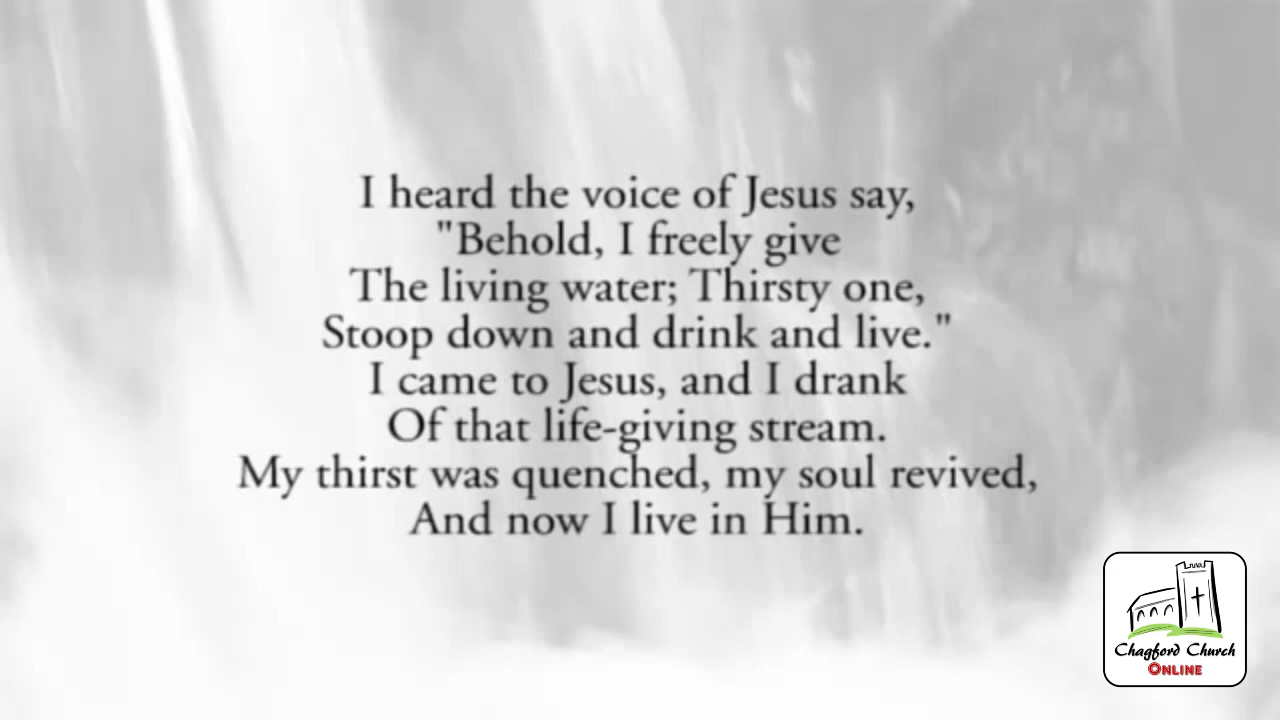 I heard the voice of Jesus say,
"Behold, I freely give
The living water; Thirsty one,
Stoop down and drink and live."
I came to Jesus, and I drank
Of that life-giving stream.
My thirst was quenched, my soul revived,
And now I live in Him.
Chagford Church
ONLINE